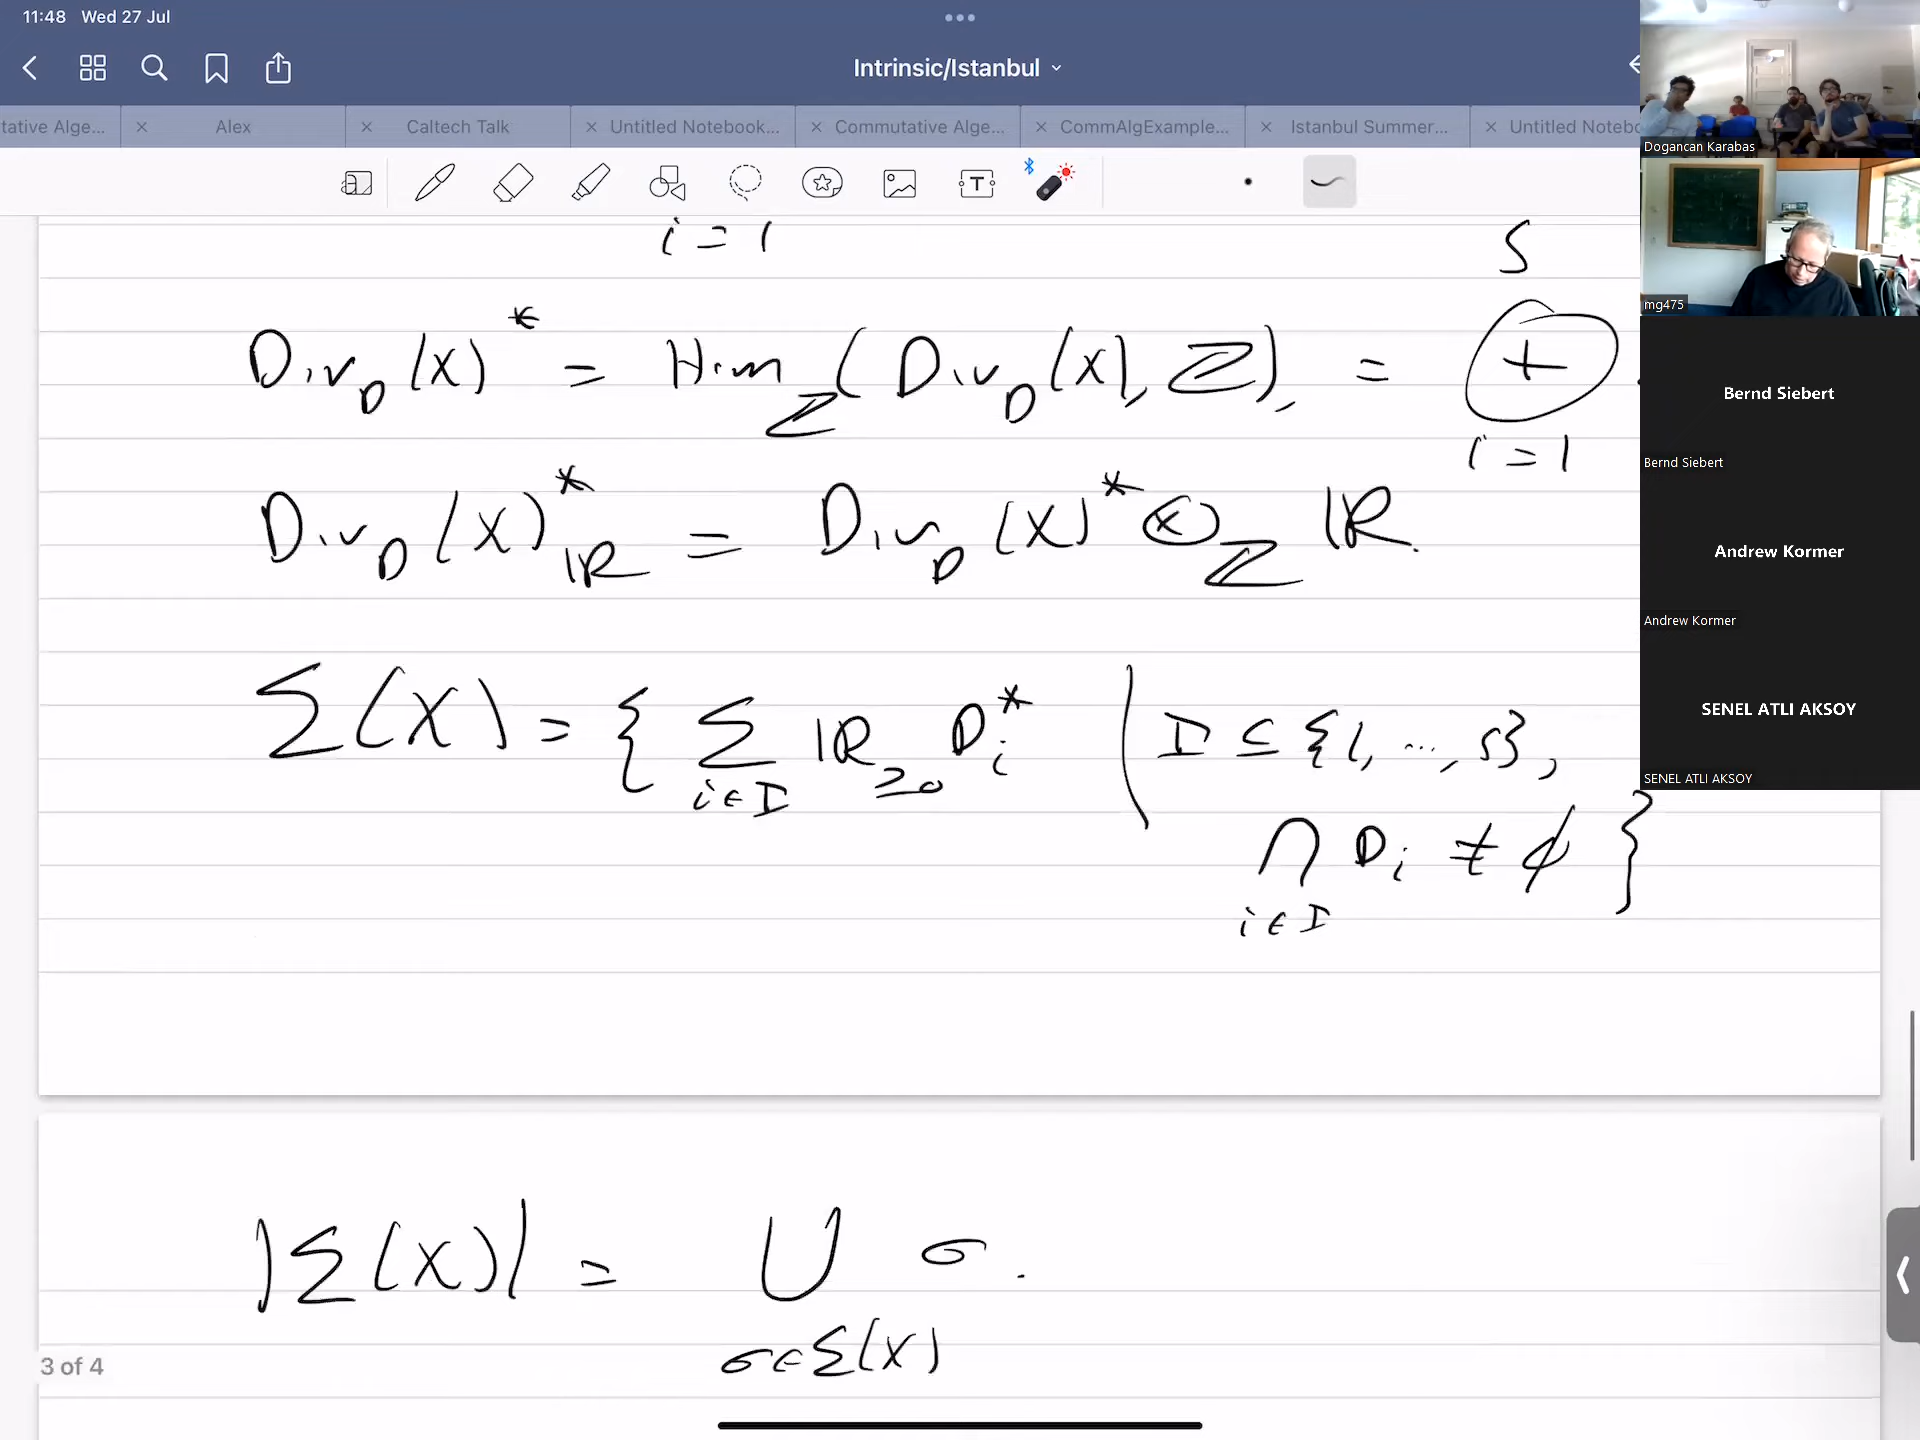 11:48 Wed 27 Jul
Intrinsic/Istanbul
tative Alge...
Alex
Caltech Talk
Untitled Notebook...
Commutative Alge...
CommAlgExample...
Istanbul Summer...
Untitled Notebo
i = 1
s
Div_D(X)^* = Hom_ℤ(Div_D(X), ℤ), = ⊕
i = 1
Div_D(X)^*_ℝ = Div_D(X)^* ⊗_ℤ ℝ.
Σ(X) = { Σ_{i∈I} ℝ_{≥0} D_i^* | I ⊆ {1, ..., s},
∩_{i∈I} D_i ≠ ∅ }
|Σ(X)| = ∪_{σ∈Σ(X)} σ.
3 of 4
Dogancan Karabas
mg475
Bernd Siebert
Bernd Siebert
Andrew Kormer
Andrew Kormer
SENEL ATLI AKSOY
SENEL ATLI AKSOY